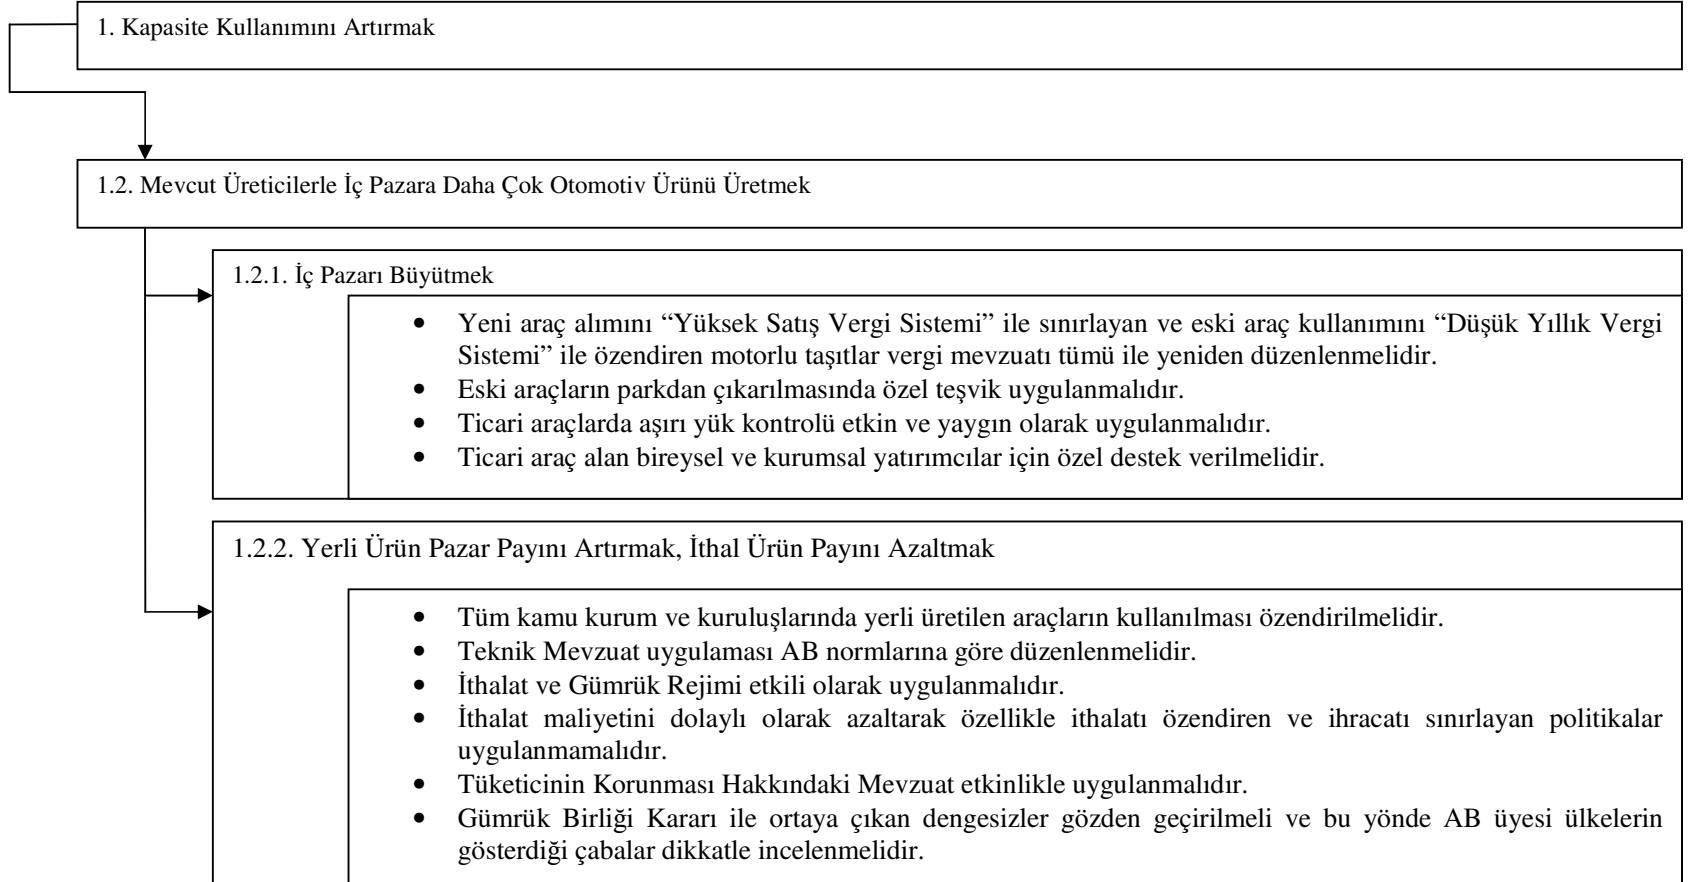 1. Kapasite Kullanımını Artırmak
1.2. Mevcut Üreticilerle İç Pazara Daha Çok Otomotiv Ürünü Üretmek
1.2.1. İç Pazarı Büyütmek
• Yeni araç alımını “Yüksek Satış Vergi Sistemi” ile sınırlayan ve eski araç kullanımını “Düşük Yıllık Vergi
Sistemi” ile özendiren motorlu taşıtlar vergi mevzuatı tümü ile yeniden düzenlenmelidir.
• Eski araçların parkdan çıkarılmasında özel teşvik uygulanmalıdır.
• Ticari araçlarda aşırı yük kontrolü etkin ve yaygın olarak uygulanmalıdır.
• Ticari araç alan bireysel ve kurumsal yatırımcılar için özel destek verilmelidir.
1.2.2. Yerli Ürün Pazar Payını Artırmak, İthal Ürün Payını Azaltmak
• Tüm kamu kurum ve kuruluşlarında yerli üretilen araçların kullanılması özendirilmelidir.
• Teknik Mevzuat uygulaması AB normlarına göre düzenlenmelidir.
• İthalat ve Gümrük Rejimi etkili olarak uygulanmalıdır.
• İthalat maliyetini dolaylı olarak azaltarak özellikle ithalatı özendiren ve ihracatı sınırlayan politikalar
uygulanmamalıdır.
• Tüketicinin Korunması Hakkındaki Mevzuat etkinlikle uygulanmalıdır.
• Gümrük Birliği Kararı ile ortaya çıkan dengesizler gözden geçirilmeli ve bu yönde AB üyesi ülkelerin
gösterdiği çabalar dikkatle incelenmelidir.